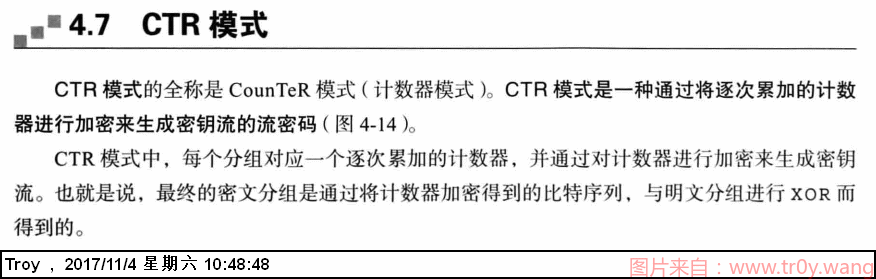 4.7 CTR 模式
CTR 模式的全称是 CounTeR 模式（计数器模式）。CTR 模式是一种通过将逐次累加的计数
器进行加密来生成密钥流的流密码（图 4-14）。
CTR 模式中，每个分组对应一个逐次累加的计数器，并通过对计数器进行加密来生成密钥
流。也就是说，最终的密文分组是通过将计数器加密得到的比特序列，与明文分组进行 XOR 而
得到的。
Troy , 2017/11/4 星期六 10:48:48
图片来自：www.tr0y.wang